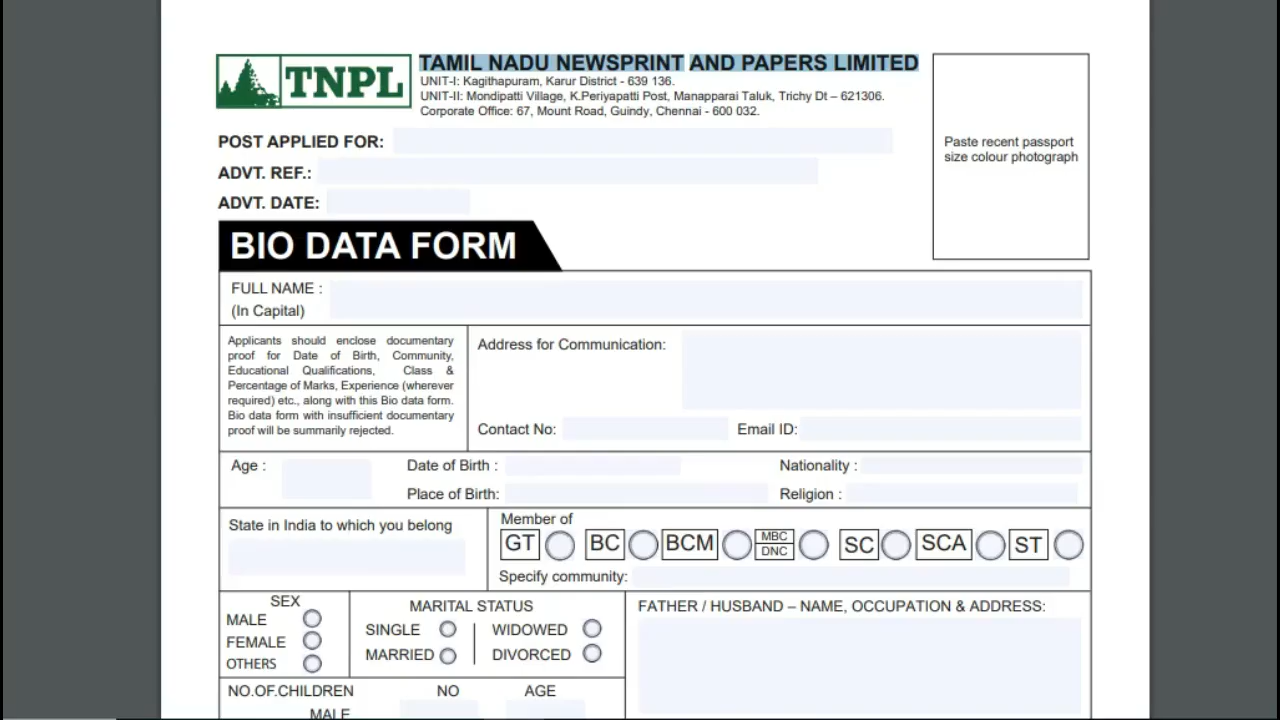 TNPL
TAMIL NADU NEWSPRINT AND PAPERS LIMITED
UNIT-I: Kagithapuram, Karur District - 639 136.
UNIT-II: Mondipatti Village, K.Periyapatti Post, Manapparai Taluk, Trichy Dt – 621306.
Corporate Office: 67, Mount Road, Guindy, Chennai - 600 032.
Paste recent passport
size colour photograph
POST APPLIED FOR:
ADVT. REF.:
ADVT. DATE:
BIO DATA FORM
FULL NAME :
(In Capital)
Applicants should enclose documentary
proof for Date of Birth, Community,
Educational Qualifications, Class &
Percentage of Marks, Experience (wherever
required) etc., along with this Bio data form.
Bio data form with insufficient documentary
proof will be summarily rejected.
Address for Communication:
Contact No: Email ID:
Age : Date of Birth : Nationality :
Place of Birth: Religion :
State in India to which you belong
Member of
GT BC BCM MBC DNC SC SCA ST
Specify community:
SEX
MALE
FEMALE
OTHERS
MARITAL STATUS
SINGLE WIDOWED
MARRIED DIVORCED
FATHER / HUSBAND – NAME, OCCUPATION & ADDRESS:
NO.OF.CHILDREN NO AGE
MALE